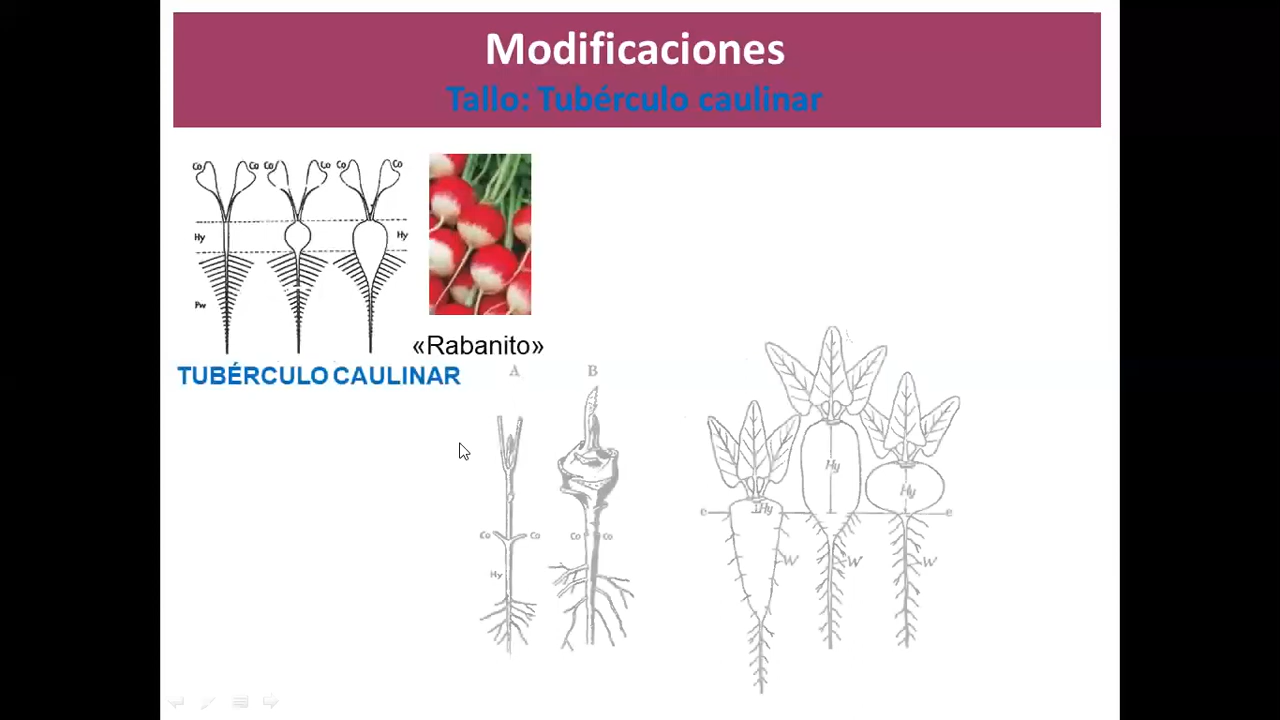 Modificaciones
Tallo: Tubérculo caulinar
Co Co Co Co Co Co
Hy Hy
Pw
«Rabanito»
TUBÉRCULO CAULINAR
A B
Co Co Co Co
Hy
Hy
Hy
Hy
e e
W W W